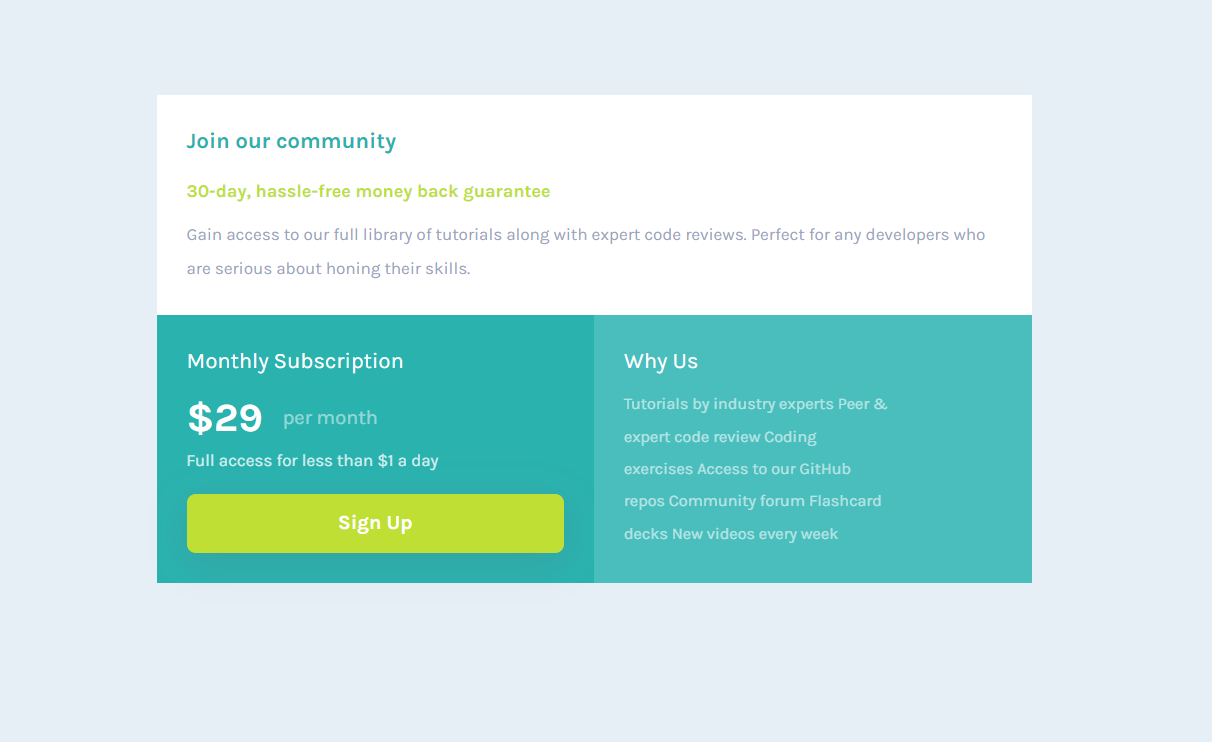 Join our community
30-day, hassle-free money back guarantee
Gain access to our full library of tutorials along with expert code reviews. Perfect for any developers who
are serious about honing their skills.
Monthly Subscription
$29 per month
Full access for less than $1 a day
Sign Up
Why Us
Tutorials by industry experts Peer &
expert code review Coding
exercises Access to our GitHub
repos Community forum Flashcard
decks New videos every week